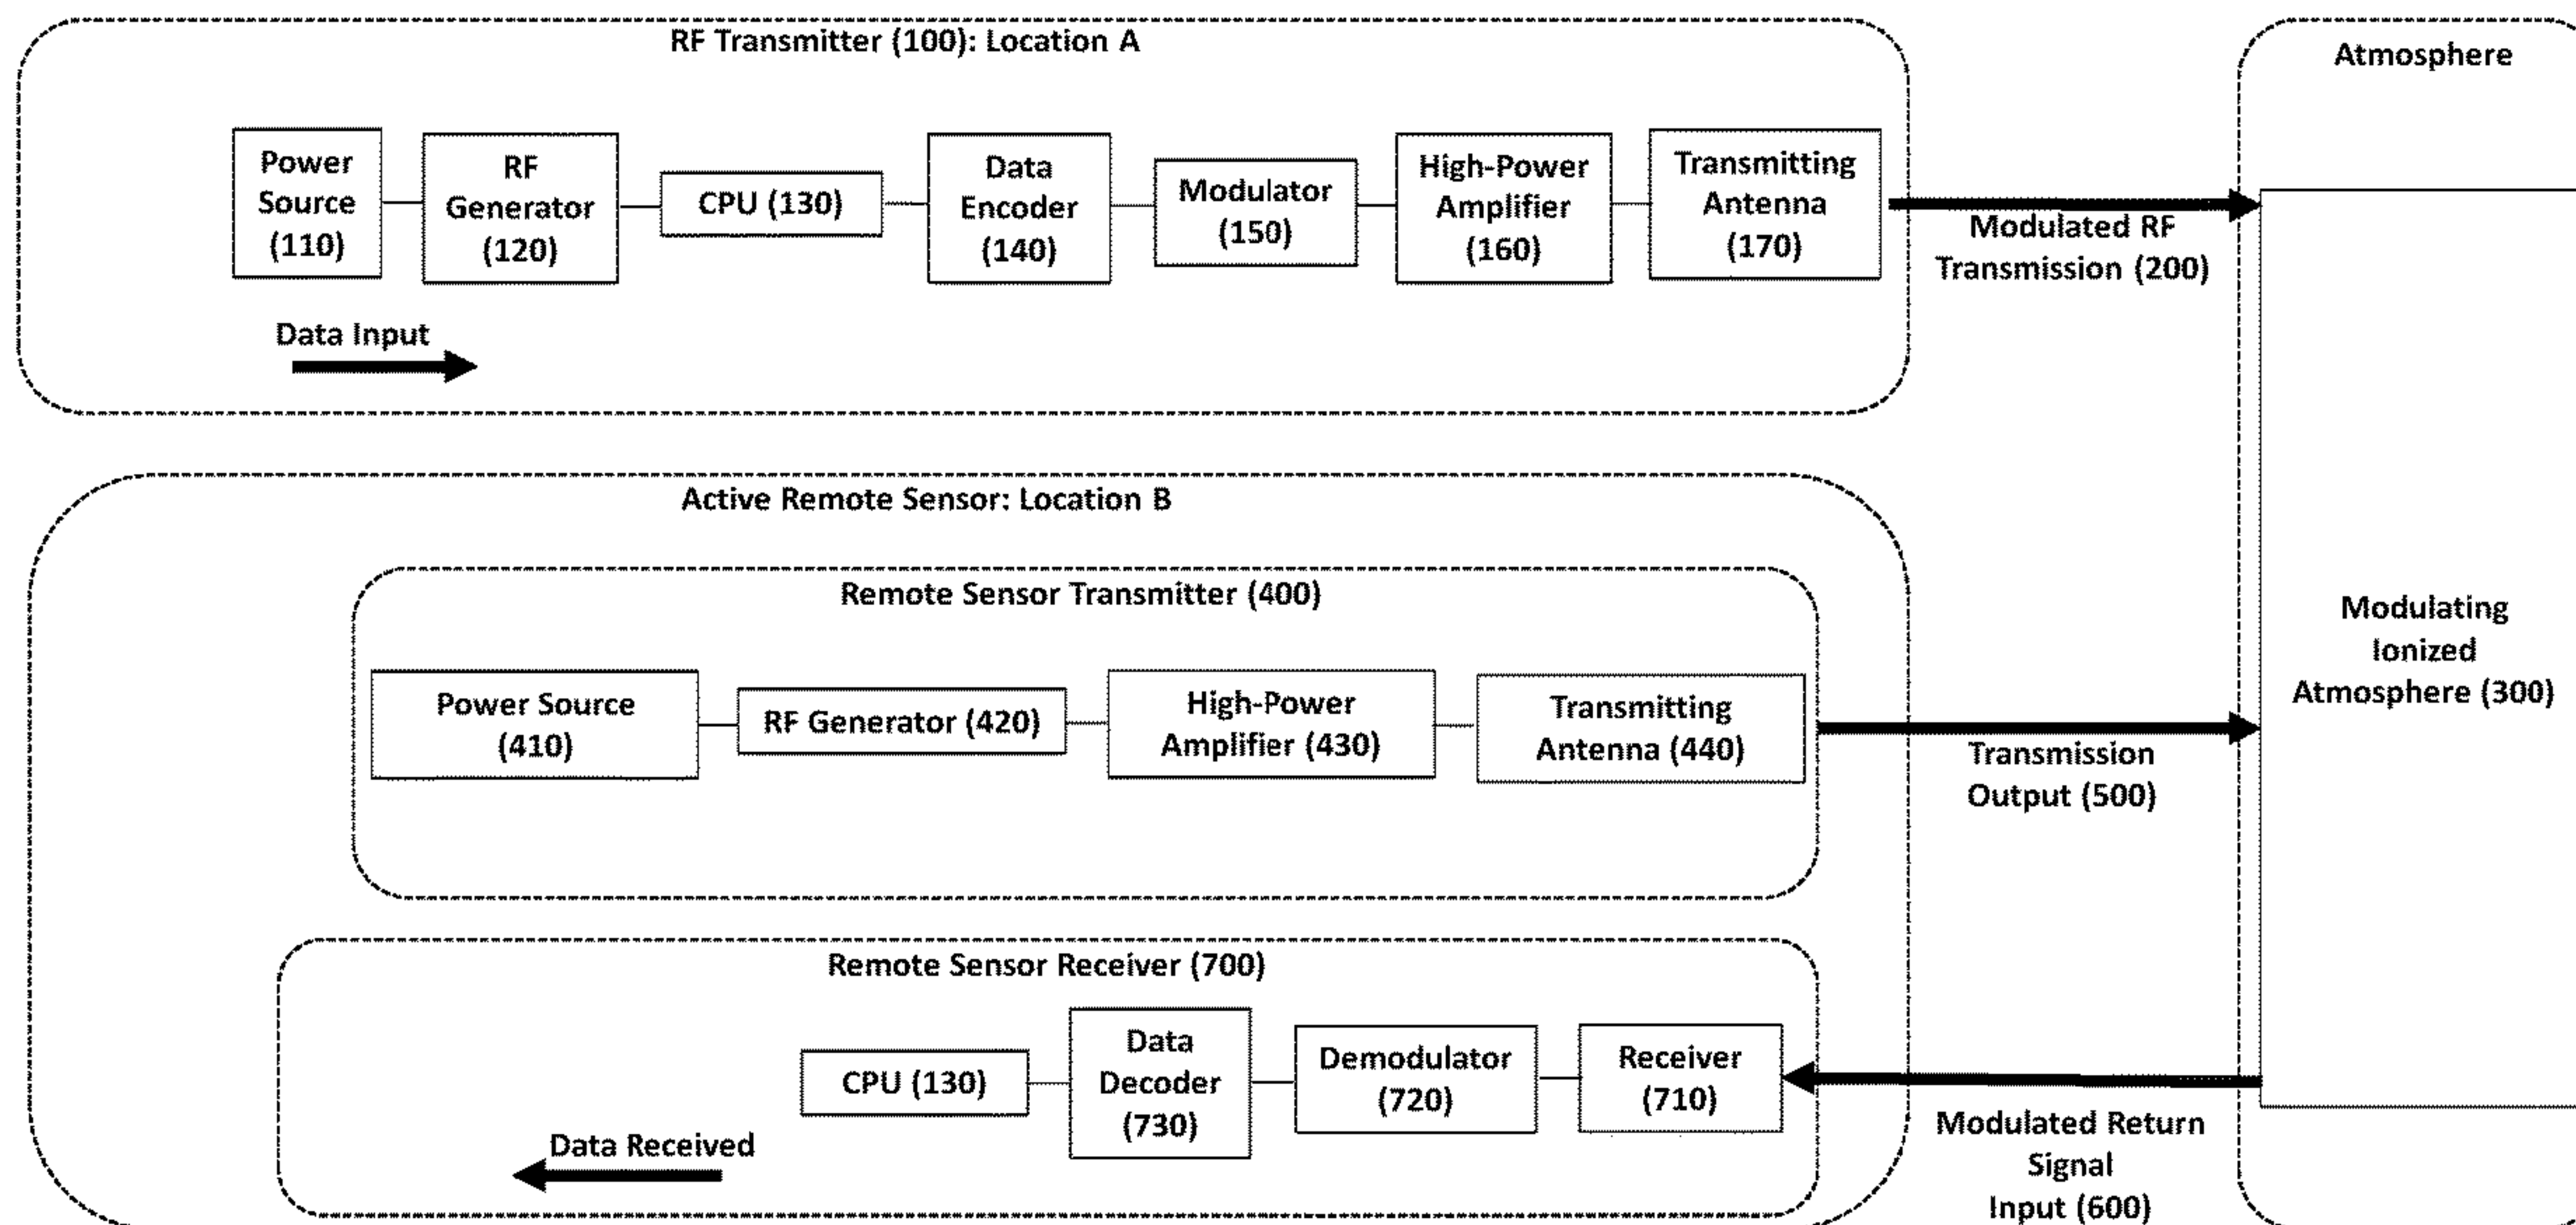 RF Transmitter (100): Location A
Atmosphere
Power
Source
(110)
RF
Generator
(120)
CPU (130)
Data
Encoder
(140)
Modulator
(150)
High-Power
Amplifier
(160)
Transmitting
Antenna
(170)
Modulated RF
Transmission (200)
Data Input
Active Remote Sensor: Location B
Remote Sensor Transmitter (400)
Power Source
(410)
RF Generator (420)
High-Power
Amplifier (430)
Transmitting
Antenna (440)
Transmission
Output (500)
Modulating
Ionized
Atmosphere (300)
Remote Sensor Receiver (700)
CPU (130)
Data
Decoder
(730)
Demodulator
(720)
Receiver
(710)
Data Received
Modulated Return
Signal
Input (600)